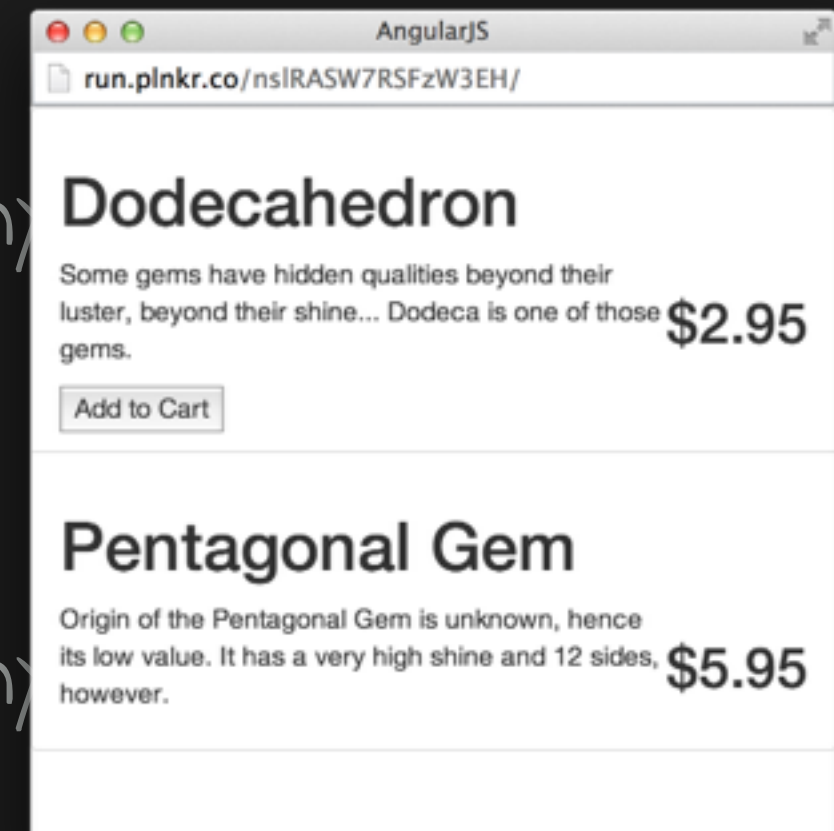 AngularJS
run.plnkr.co/nslRASW7RSFzW3EH/
Dodecahedron
Some gems have hidden qualities beyond their
luster, beyond their shine... Dodeca is one of those $2.95
gems.
Add to Cart
Pentagonal Gem
Origin of the Pentagonal Gem is unknown, hence
its low value. It has a very high shine and 12 sides, $5.95
however.